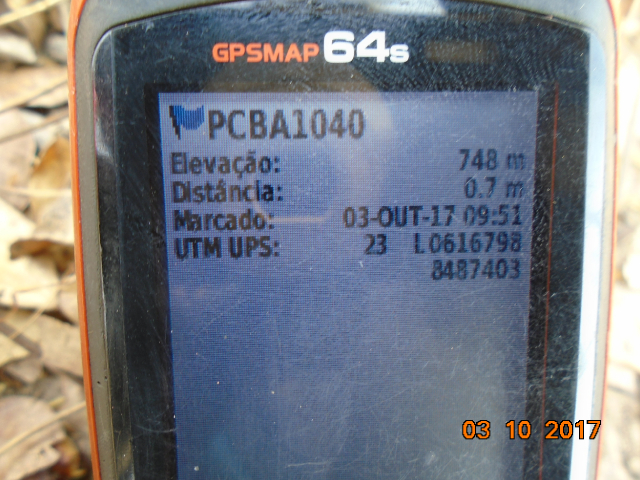 GPSMAP 64s
PCBA1040
Elevação: 748 m
Distância: 0.7 m
Marcado: 03-OUT-17 09:51
UTM UPS: 23 L 0616798
8487403
03 10 2017